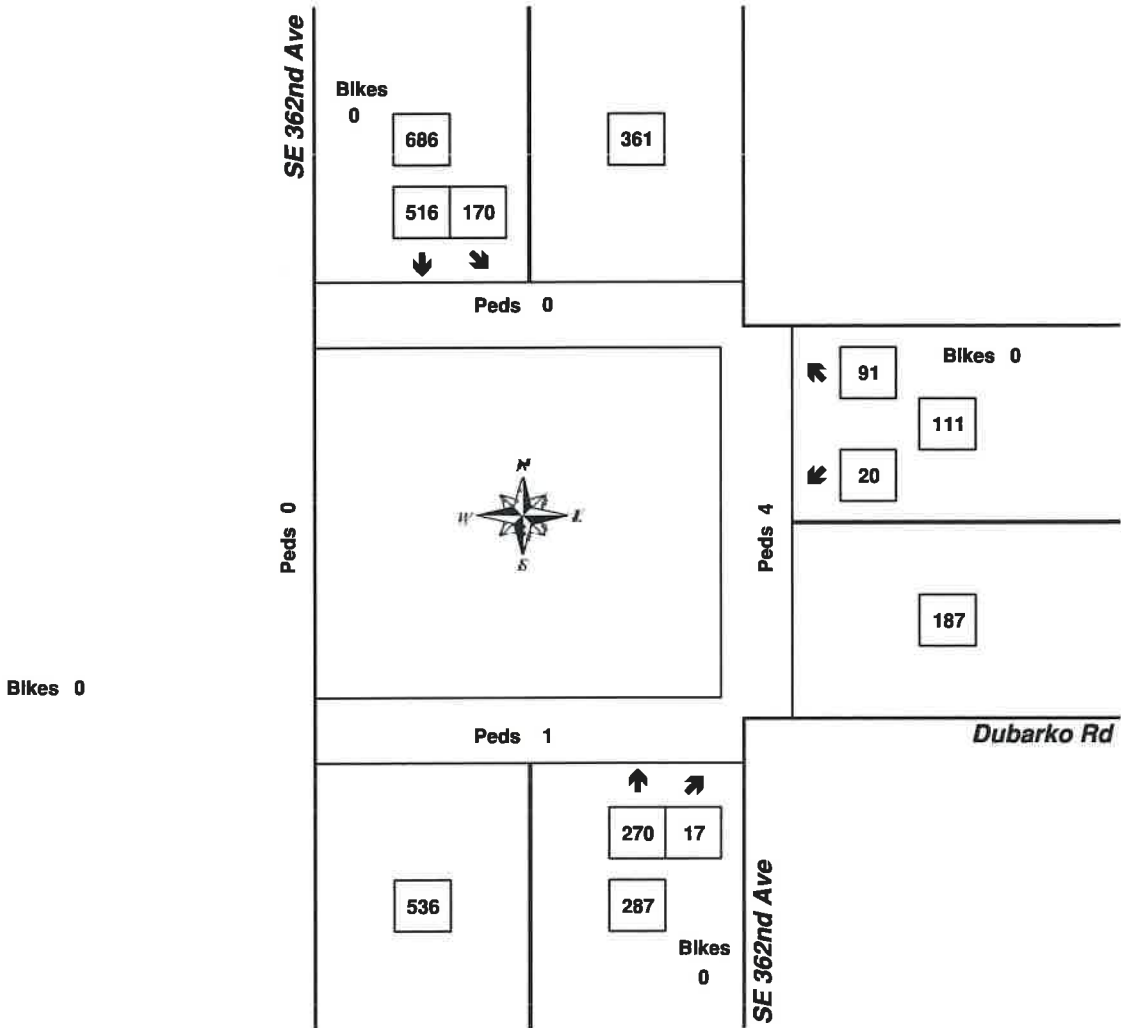 SE 362nd Ave
Bikes
0
686
361
516 170
Peds 0
91
Bikes 0
111
20
N
W E
S
Peds 0
Peds 4
187
Bikes 0
Peds 1
Dubarko Rd
270 17
536
287
Bikes
0
SE 362nd Ave